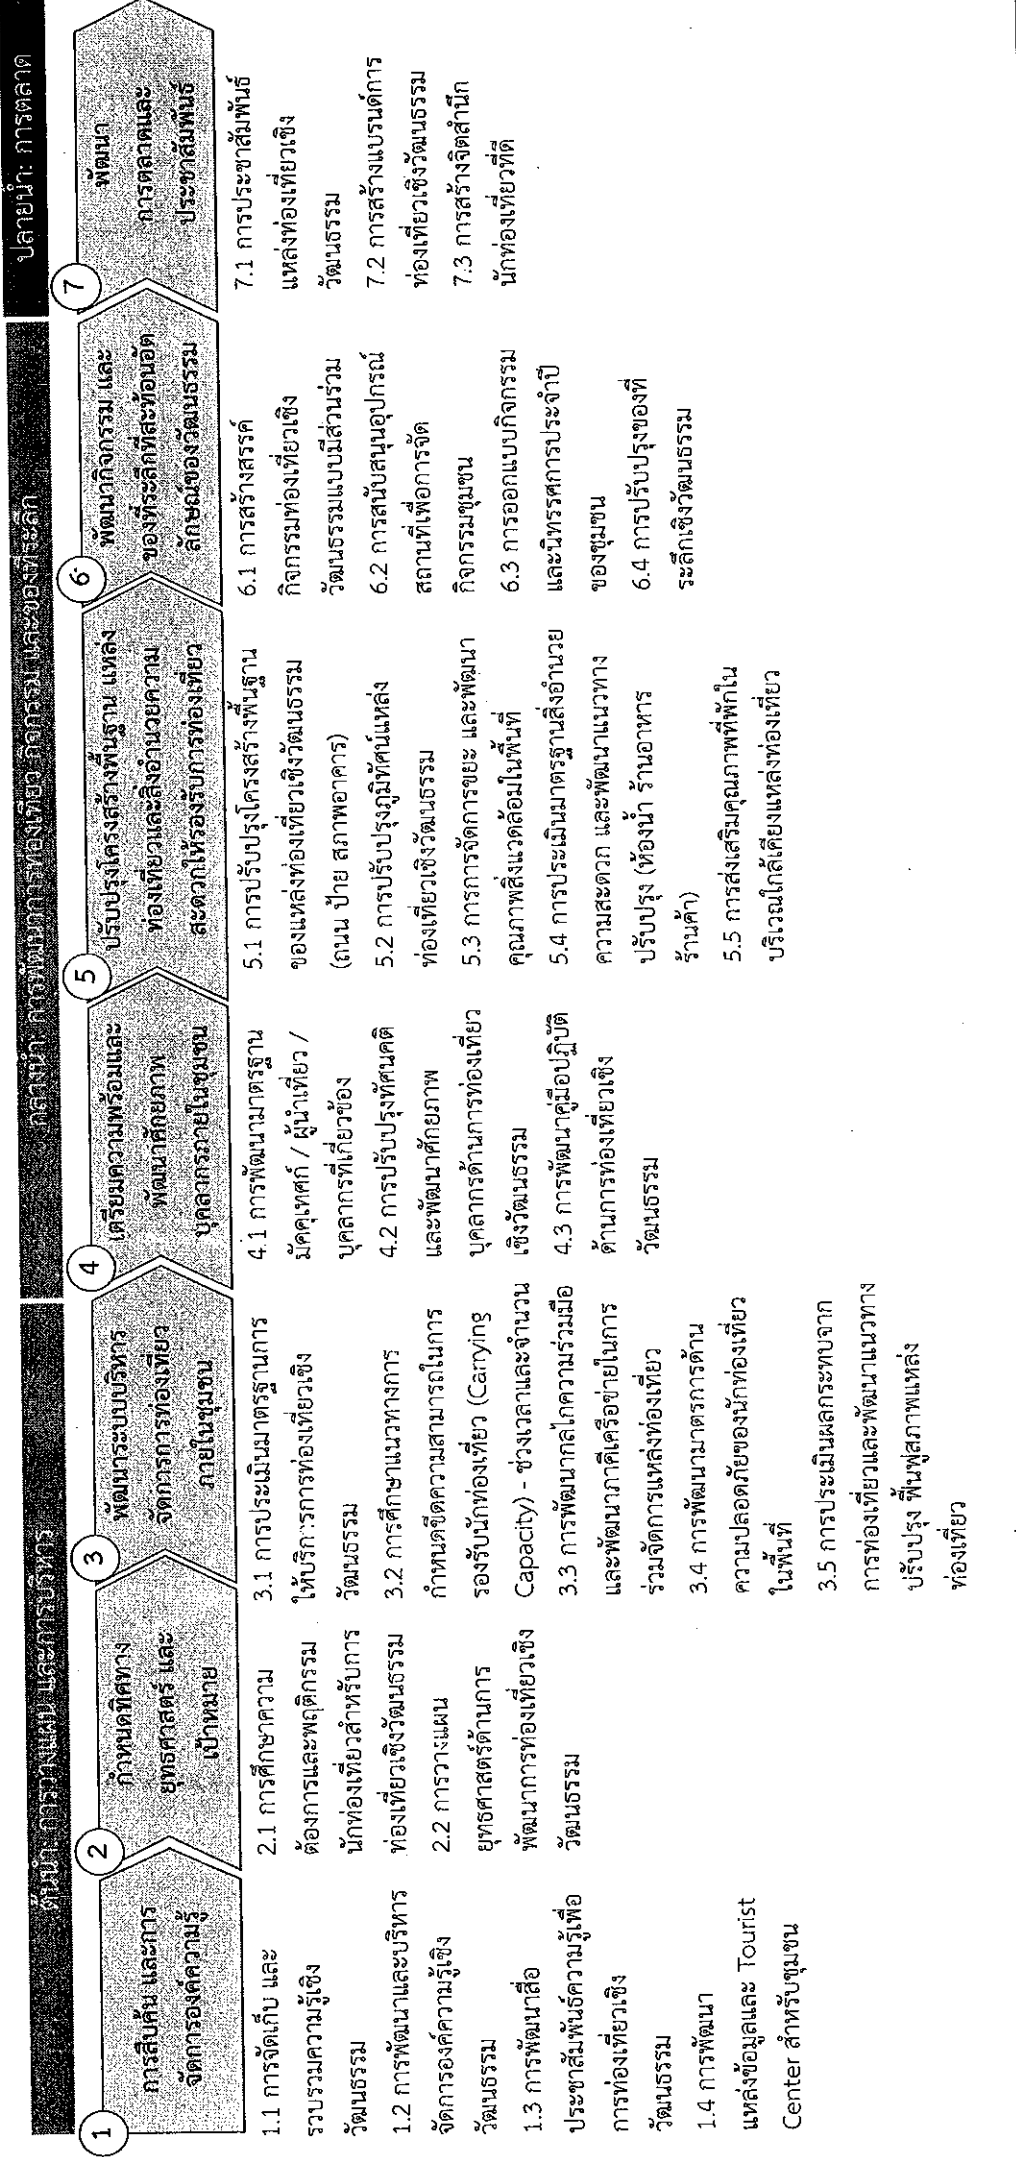 ต้นน้ำ: การวางแผน และการบริหาร
กลางน้ำ: การพัฒนาการท่องเที่ยว กิจกรรม และของที่ระลึก
ปลายน้ำ: การตลาด
1
การสืบค้น และการ
จัดการองค์ความรู้
1.1 การจัดเก็บ และ
รวบรวมความรู้เชิง
วัฒนธรรม
1.2 การพัฒนาและบริหาร
จัดการองค์ความรู้เชิง
วัฒนธรรม
1.3 การพัฒนาสื่อ
ประชาสัมพันธ์ความรู้เพื่อ
การท่องเที่ยวเชิง
วัฒนธรรม
1.4 การพัฒนา
แหล่งข้อมูลและ Tourist
Center สำหรับชุมชน
2
กำหนดทิศทาง
ยุทธศาสตร์ และ
เป้าหมาย
2.1 การศึกษาความ
ต้องการและพฤติกรรม
นักท่องเที่ยวสำหรับการ
ท่องเที่ยวเชิงวัฒนธรรม
2.2 การวางแผน
ยุทธศาสตร์ด้านการ
พัฒนาการท่องเที่ยวเชิง
วัฒนธรรม
3
พัฒนาระบบบริหาร
จัดการการท่องเที่ยว
ภายในชุมชน
3.1 การประเมินมาตรฐานการ
ให้บริการการท่องเที่ยวเชิง
วัฒนธรรม
3.2 การศึกษาแนวทางการ
กำหนดขีดความสามารถในการ
รองรับนักท่องเที่ยว (Carrying
Capacity) - ช่วงเวลาและจำนวน
3.3 การพัฒนากลไกความร่วมมือ
และพัฒนาภาคีเครือข่ายในการ
ร่วมจัดการแหล่งท่องเที่ยว
3.4 การพัฒนามาตรการด้าน
ความปลอดภัยของนักท่องเที่ยว
ในพื้นที่
3.5 การประเมินผลกระทบจาก
การท่องเที่ยวและพัฒนาแนวทาง
ปรับปรุง ฟื้นฟูสภาพแหล่ง
ท่องเที่ยว
4
เตรียมความพร้อมและ
พัฒนาศักยภาพ
บุคลากรภายในชุมชน
4.1 การพัฒนามาตรฐาน
มัคคุเทศก์ / ผู้นำเที่ยว /
บุคลากรที่เกี่ยวข้อง
4.2 การปรับปรุงทัศนคติ
และพัฒนาศักยภาพ
บุคลากรด้านการท่องเที่ยว
เชิงวัฒนธรรม
4.3 การพัฒนาคู่มือปฏิบัติ
ด้านการท่องเที่ยวเชิง
วัฒนธรรม
5
ปรับปรุงโครงสร้างพื้นฐาน แหล่ง
ท่องเที่ยวและสิ่งอำนวยความ
สะดวกให้รองรับการท่องเที่ยว
5.1 การปรับปรุงโครงสร้างพื้นฐาน
ของแหล่งท่องเที่ยวเชิงวัฒนธรรม
(ถนน ป้าย สภาพอาคาร)
5.2 การปรับปรุงภูมิทัศน์แหล่ง
ท่องเที่ยวเชิงวัฒนธรรม
5.3 การการจัดการขยะ และพัฒนา
คุณภาพสิ่งแวดล้อมในพื้นที่
5.4 การประเมินมาตรฐานสิ่งอำนวย
ความสะดวก และพัฒนาแนวทาง
ปรับปรุง (ห้องน้ำ ร้านอาหาร
ร้านค้า)
5.5 การส่งเสริมคุณภาพที่พักใน
บริเวณใกล้เคียงแหล่งท่องเที่ยว
6
พัฒนากิจกรรม และ
ของที่ระลึกที่สะท้อนอัต
ลักษณ์ของวัฒนธรรม
6.1 การสร้างสรรค์
กิจกรรมท่องเที่ยวเชิง
วัฒนธรรมแบบมีส่วนร่วม
6.2 การสนับสนุนอุปกรณ์
สถานที่เพื่อการจัด
กิจกรรมชุมชน
6.3 การออกแบบกิจกรรม
และนิทรรศการประจำปี
ของชุมชน
6.4 การปรับปรุงของที่
ระลึกเชิงวัฒนธรรม
7
พัฒนา
การตลาดและ
ประชาสัมพันธ์
7.1 การประชาสัมพันธ์
แหล่งท่องเที่ยวเชิง
วัฒนธรรม
7.2 การสร้างแบรนด์การ
ท่องเที่ยวเชิงวัฒนธรรม
7.3 การสร้างจิตสำนึก
นักท่องเที่ยวที่ดี